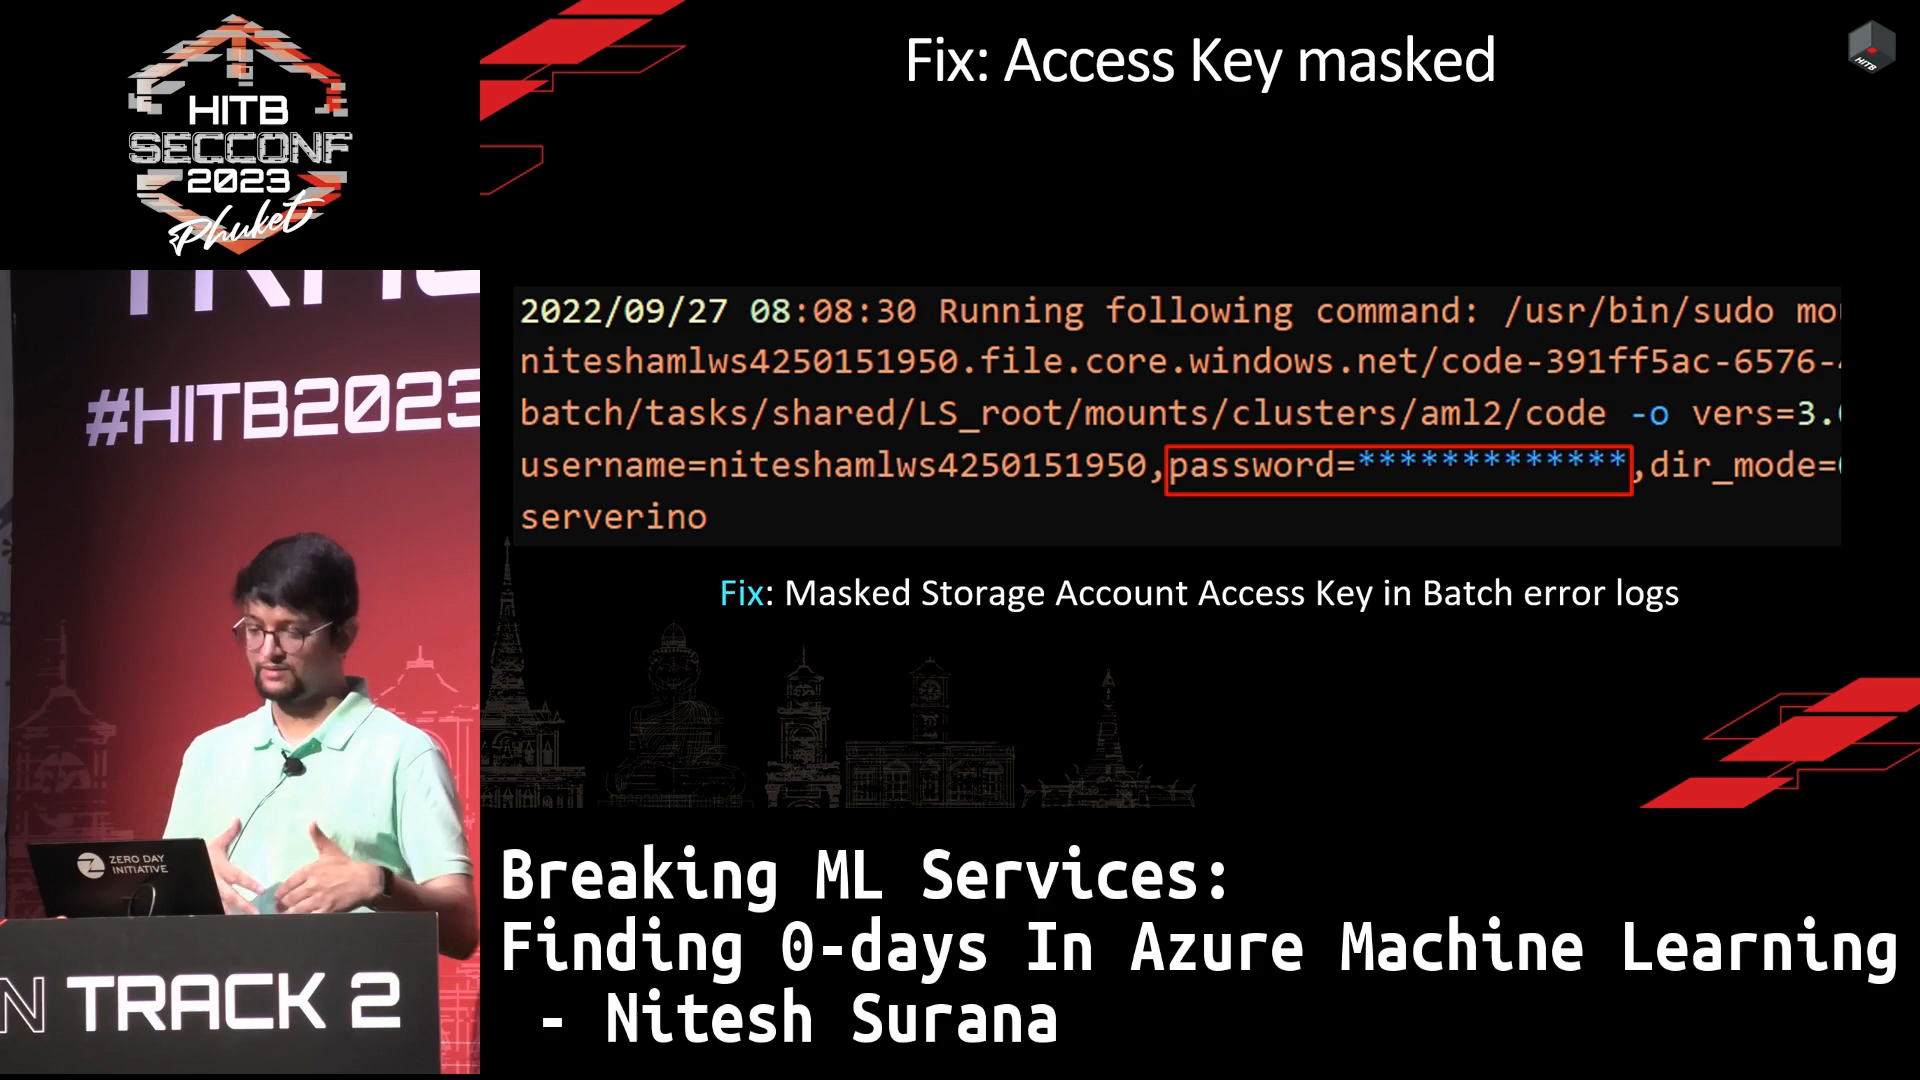 HITB
SECCONF
2023
Phuket
Fix: Access Key masked
HITB
2022/09/27 08:08:30 Running following command: /usr/bin/sudo mo
niteshamlws4250151950.file.core.windows.net/code-391ff5ac-6576-
batch/tasks/shared/LS_root/mounts/clusters/aml2/code -o vers=3.
username=niteshamlws4250151950,password=*************,dir_mode=
serverino
Fix: Masked Storage Account Access Key in Batch error logs
#HITB2023
ZERO DAY
INITIATIVE
N TRACK 2
Breaking ML Services:
Finding 0-days In Azure Machine Learning
- Nitesh Surana